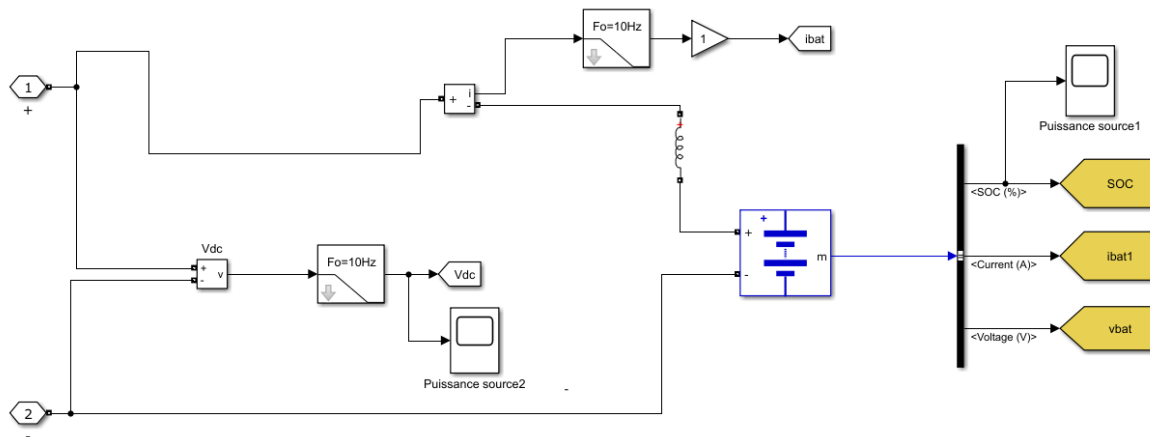 Fo=10Hz
1
ibat
1
+
+
i
-
+
Puissance source1
<SOC (%)>
SOC
+
+
m
-
<Current (A)>
ibat1
Vdc
+
-
v
Fo=10Hz
Vdc
<Voltage (V)>
vbat
Puissance source2
-
2
-